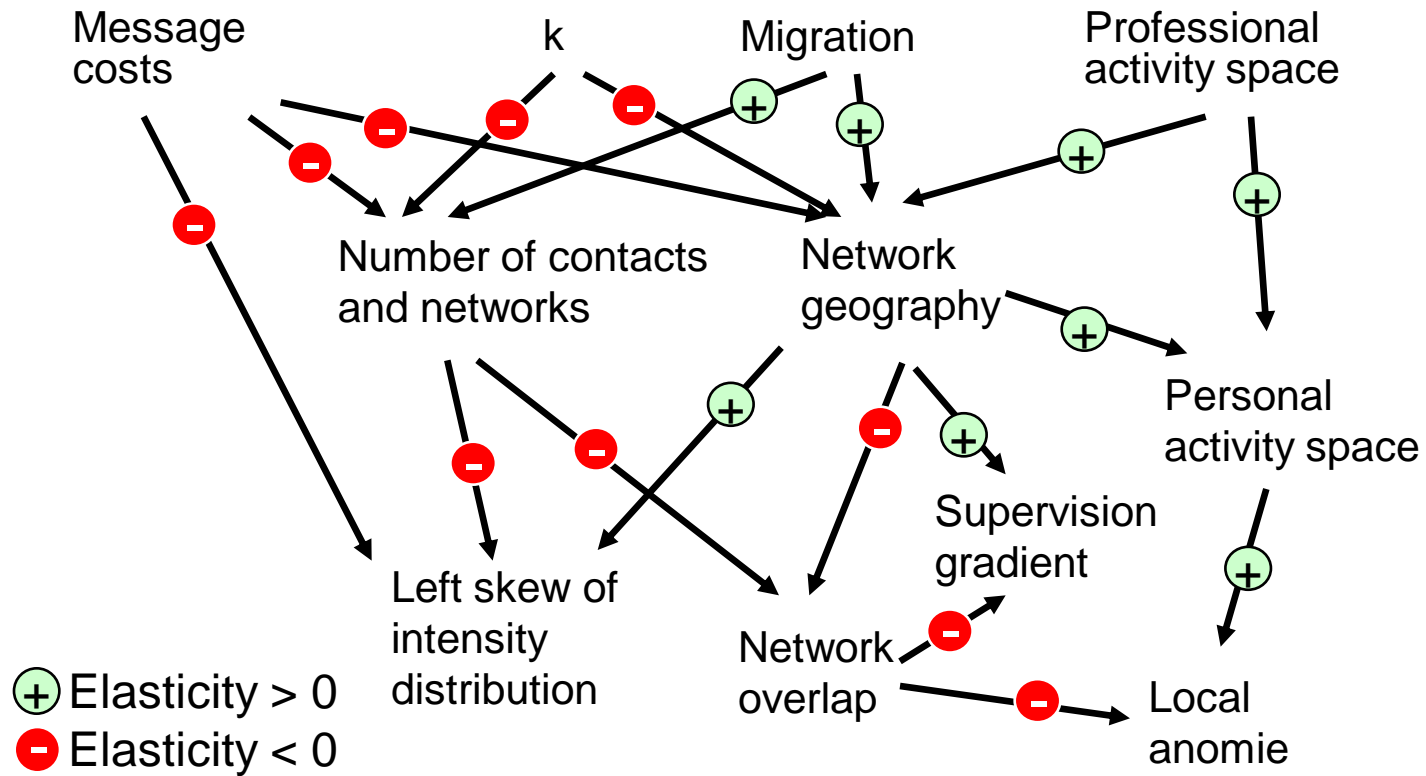 Message
costs
k
Migration
Professional
activity space
-
-
-
-
-
+
+
+
+
Number of contacts
and networks
Network
geography
+
Personal
activity space
-
-
+
-
+
Supervision
gradient
+
Left skew of
intensity
distribution
Network
overlap
-
-
Local
anomie
+ Elasticity > 0
- Elasticity < 0